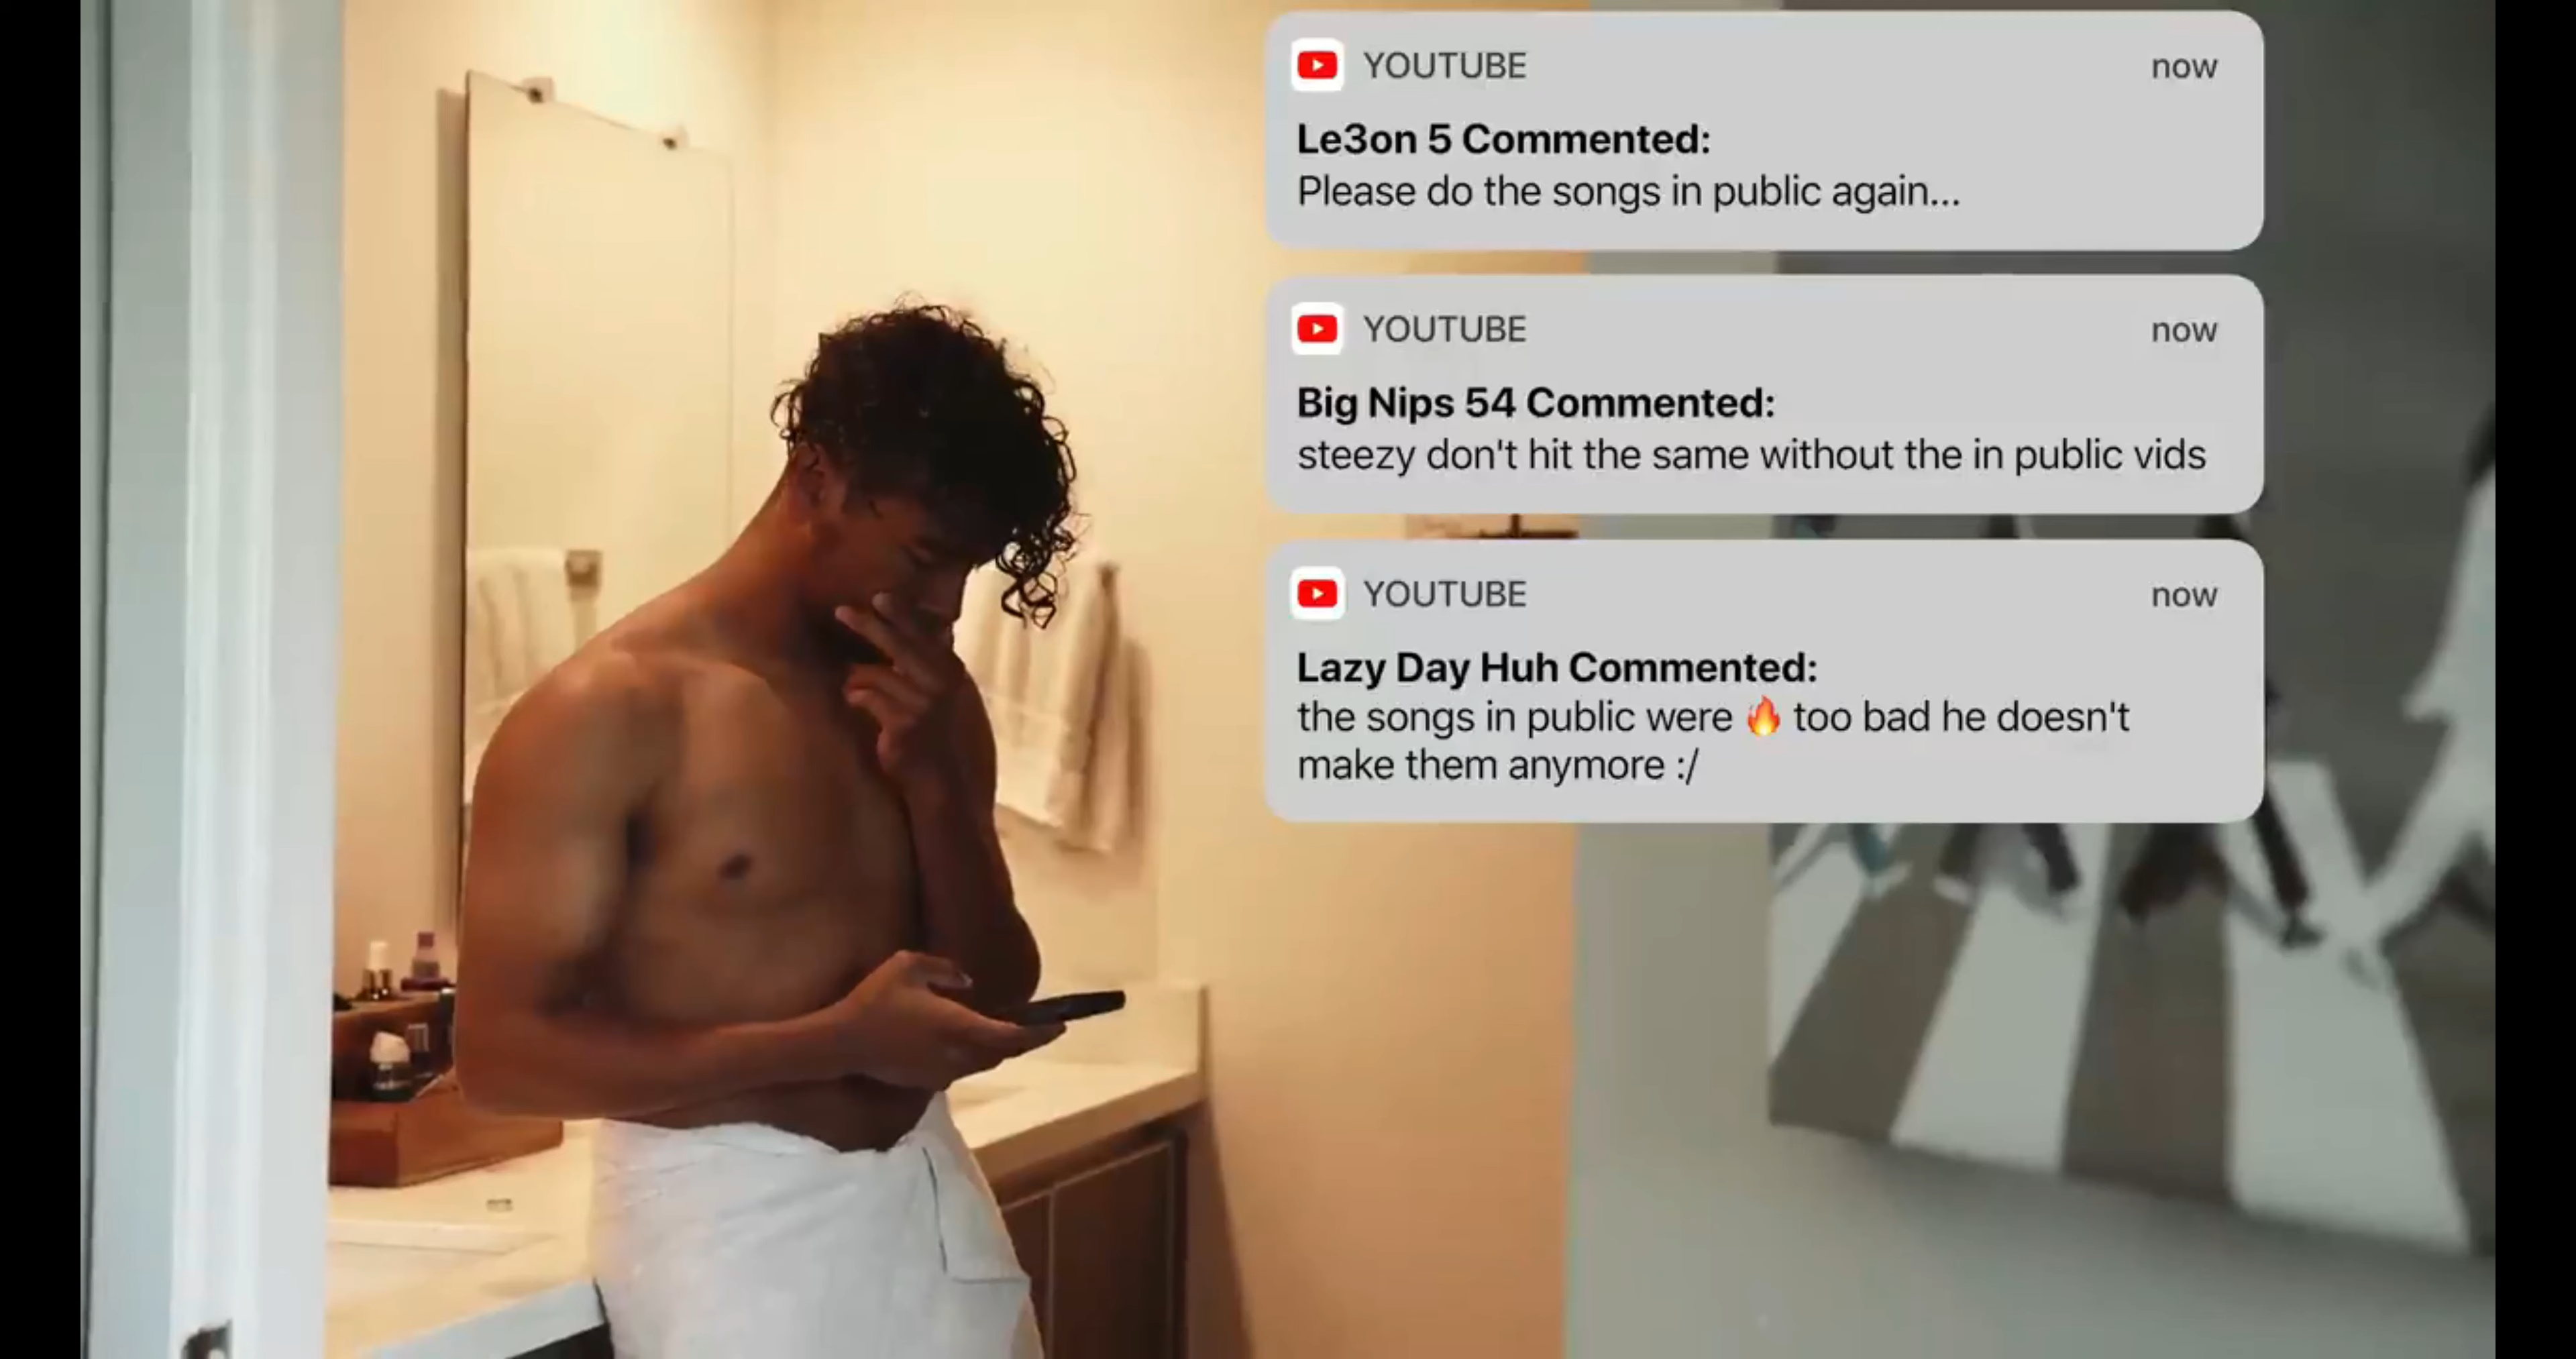 YOUTUBE now
Le3on 5 Commented:
Please do the songs in public again...
YOUTUBE now
Big Nips 54 Commented:
steezy don't hit the same without the in public vids
YOUTUBE now
Lazy Day Huh Commented:
the songs in public were 🔥 too bad he doesn't
make them anymore :/